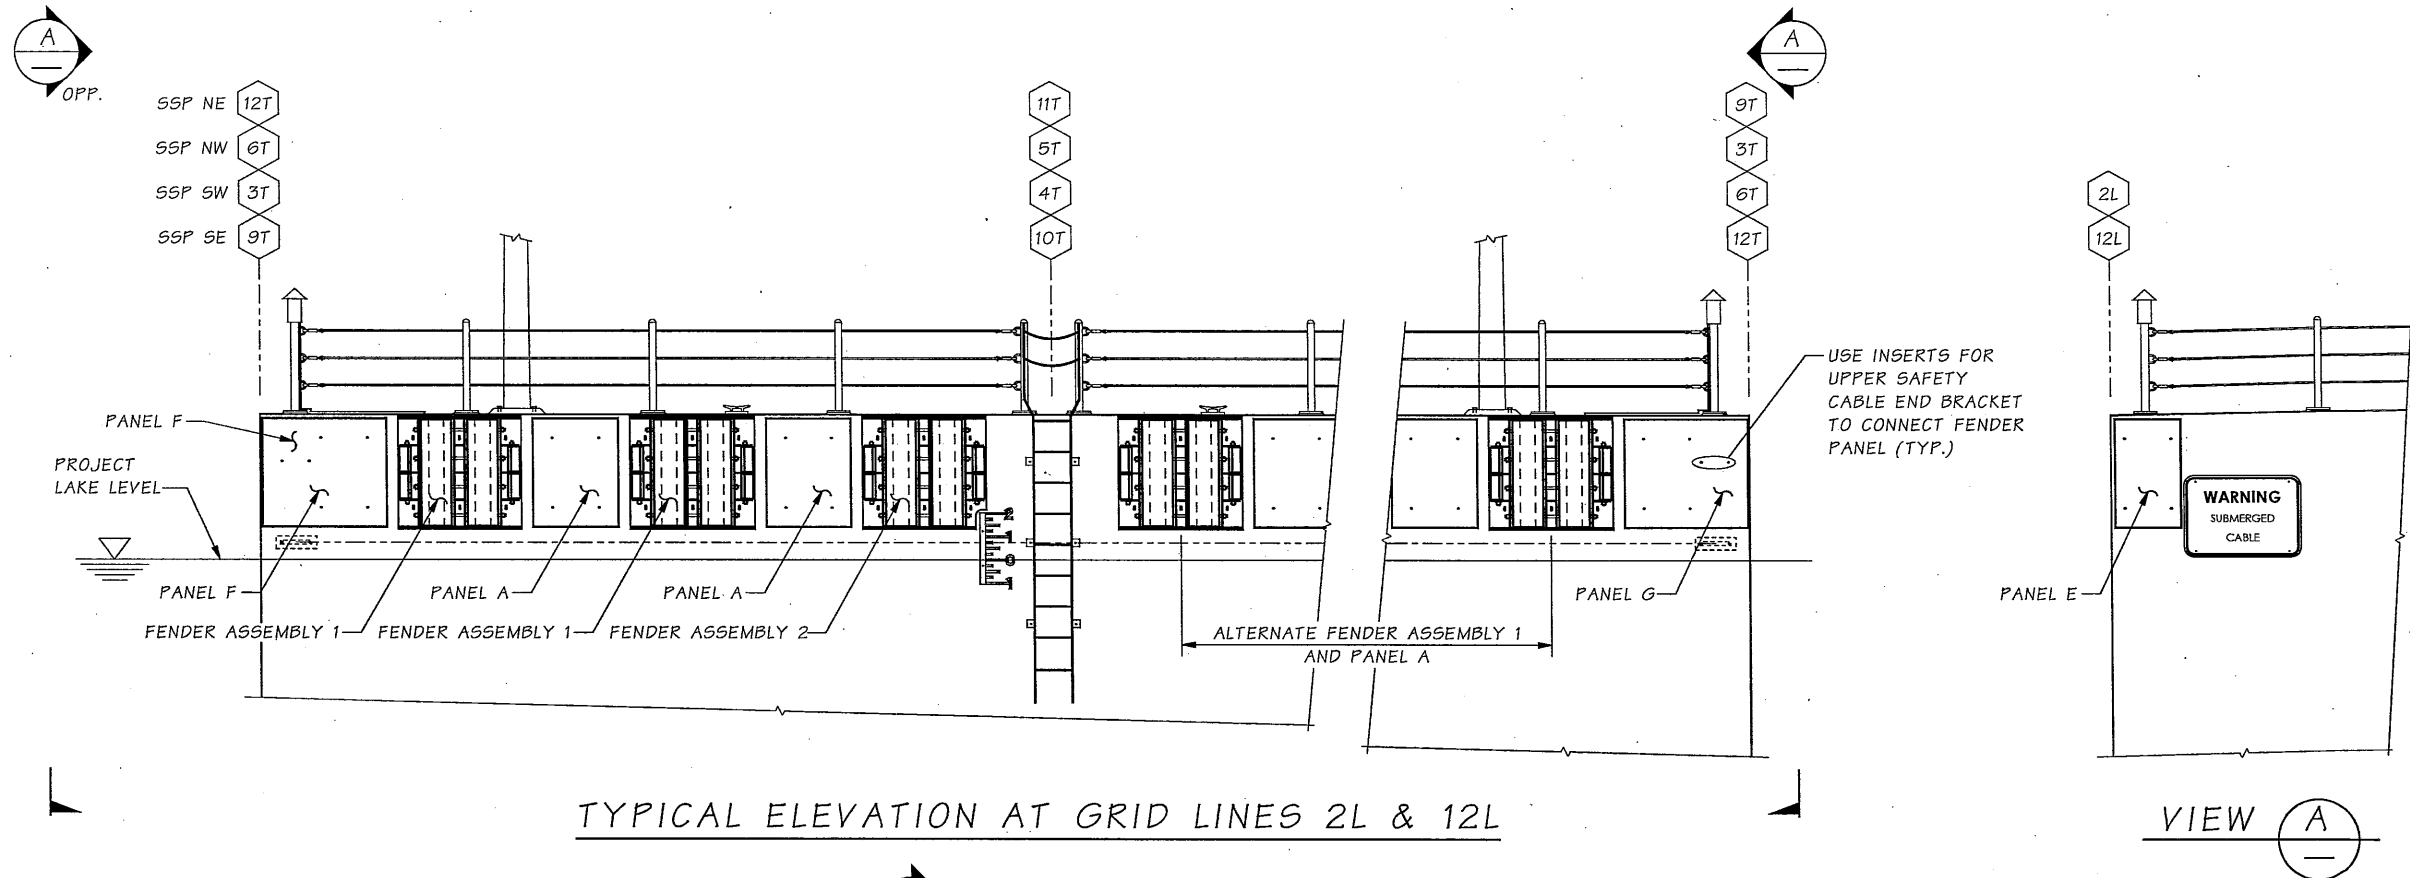 A
OPP.
A
SSP NE 12T
11T
9T
SSP NW 6T
5T
3T
SSP SW 3T
4T
6T
2L
SSP SE 9T
10T
12T
12L
USE INSERTS FOR
UPPER SAFETY
CABLE END BRACKET
TO CONNECT FENDER
PANEL (TYP.)
PANEL F
PROJECT
LAKE LEVEL
WARNING
SUBMERGED
CABLE
2
1
0
1
PANEL F
PANEL A
PANEL A
PANEL G
PANEL E
FENDER ASSEMBLY 1
FENDER ASSEMBLY 1
FENDER ASSEMBLY 2
ALTERNATE FENDER ASSEMBLY 1
AND PANEL A
TYPICAL ELEVATION AT GRID LINES 2L & 12L
VIEW A